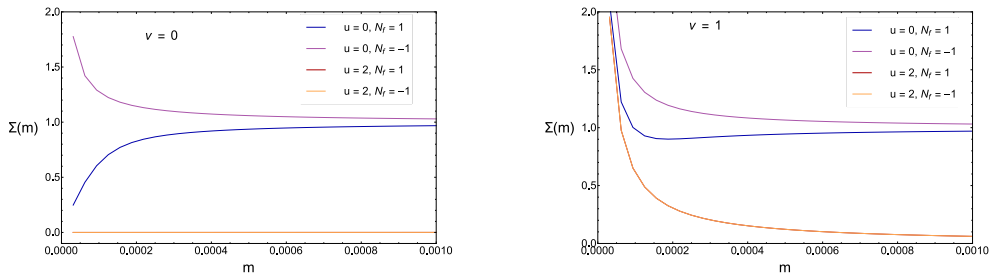 2.0
1.5
1.0
0.5
0.0
Σ(m)
ν = 0
u = 0, Nf = 1
u = 0, Nf = −1
u = 2, Nf = 1
u = 2, Nf = −1
0.0000 0.0002 0.0004 0.0006 0.0008 0.0010
m
2.0
1.5
1.0
0.5
0.0
Σ(m)
ν = 1
u = 0, Nf = 1
u = 0, Nf = −1
u = 2, Nf = 1
u = 2, Nf = −1
0.0000 0.0002 0.0004 0.0006 0.0008 0.0010
m